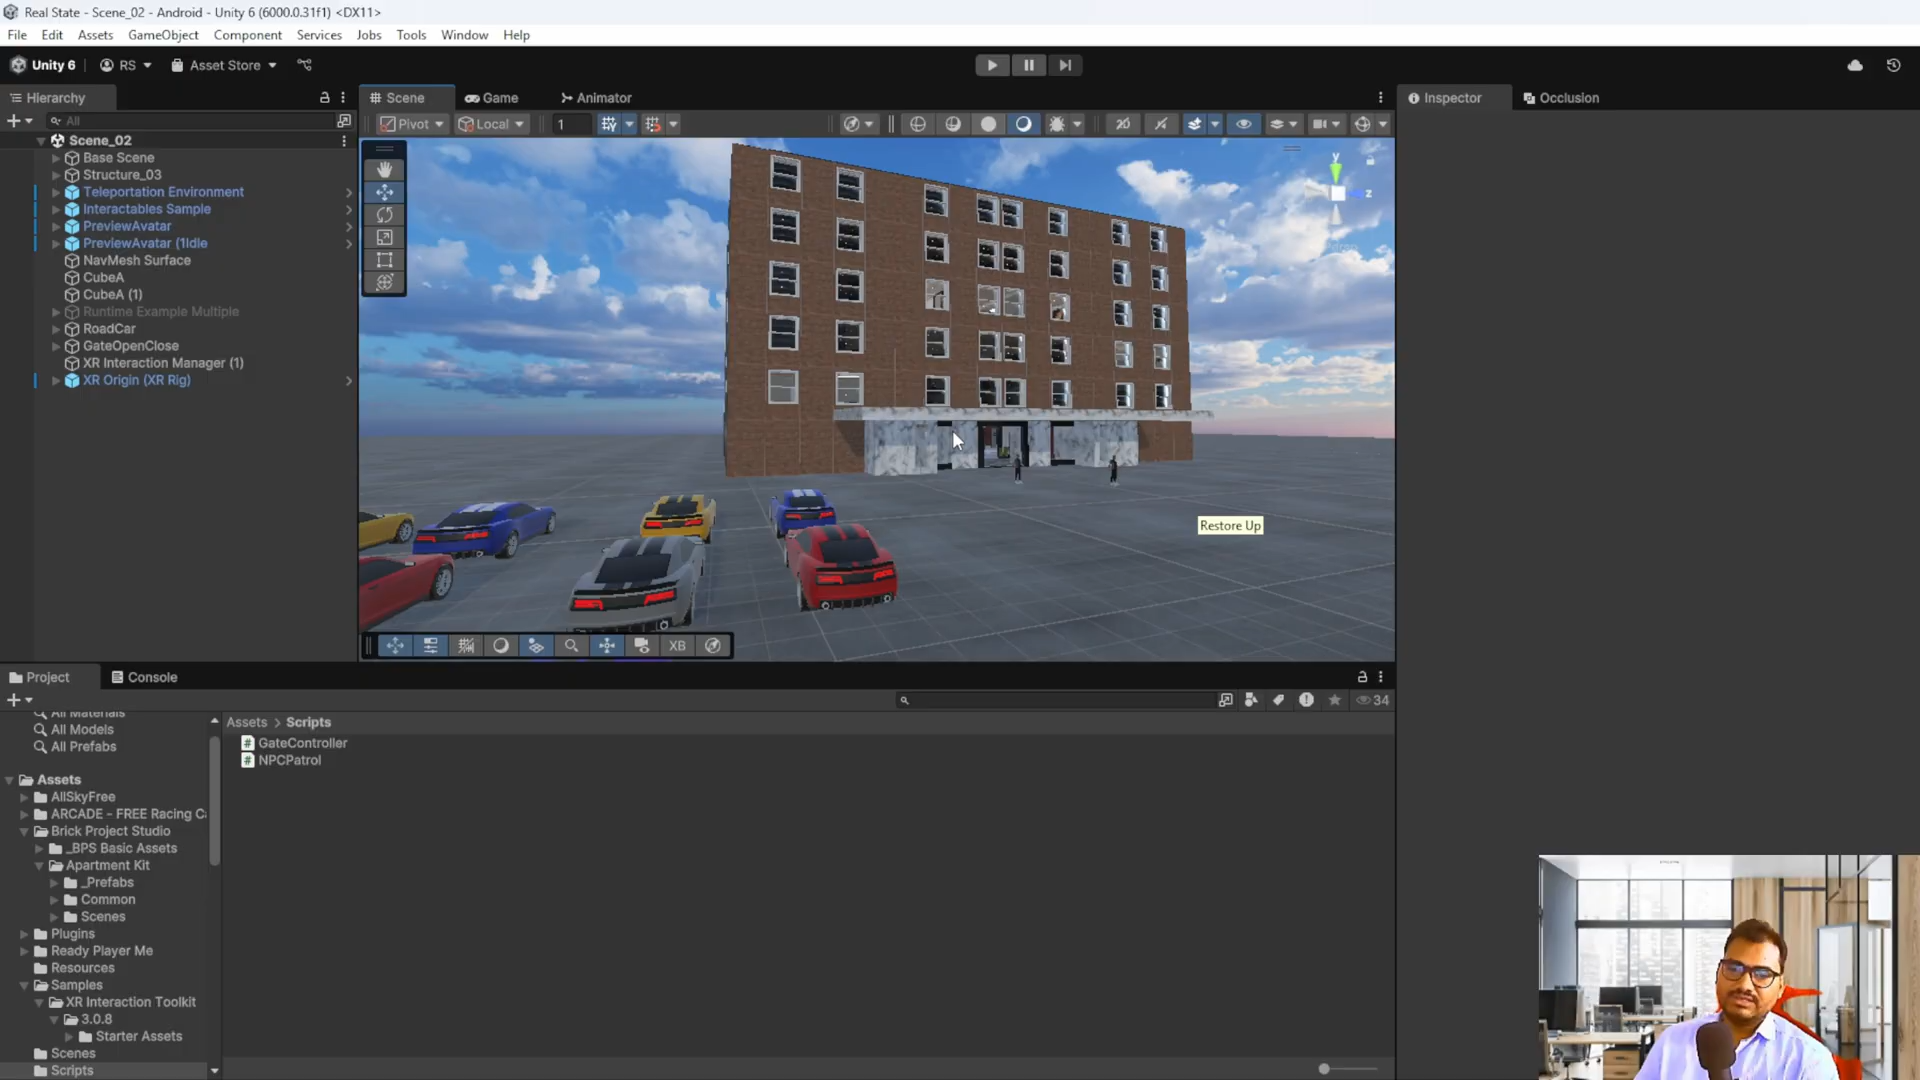 Real State - Scene_02 - Android - Unity 6 (6000.0.31f1) <DX11>
File Edit Assets GameObject Component Services Jobs Tools Window Help
Unity 6 RS Asset Store
Hierarchy
All
Scene_02
Base Scene
Structure_03
Teleportation Environment
Interactables Sample
PreviewAvatar
PreviewAvatar (1Idle
NavMesh Surface
CubeA
CubeA (1)
Runtime Example Multiple
RoadCar
GateOpenClose
XR Interaction Manager (1)
XR Origin (XR Rig)
Scene Game Animator
Pivot Local 1 2D
y
z
Restore Up
XB
Inspector Occlusion
Project Console
34
All Materials
All Models
All Prefabs
Assets
AllSkyFree
ARCADE - FREE Racing C
Brick Project Studio
_BPS Basic Assets
Apartment Kit
_Prefabs
Common
Scenes
Plugins
Ready Player Me
Resources
Samples
XR Interaction Toolkit
3.0.8
Starter Assets
Scenes
Scripts
Assets > Scripts
GateController
NPCPatrol